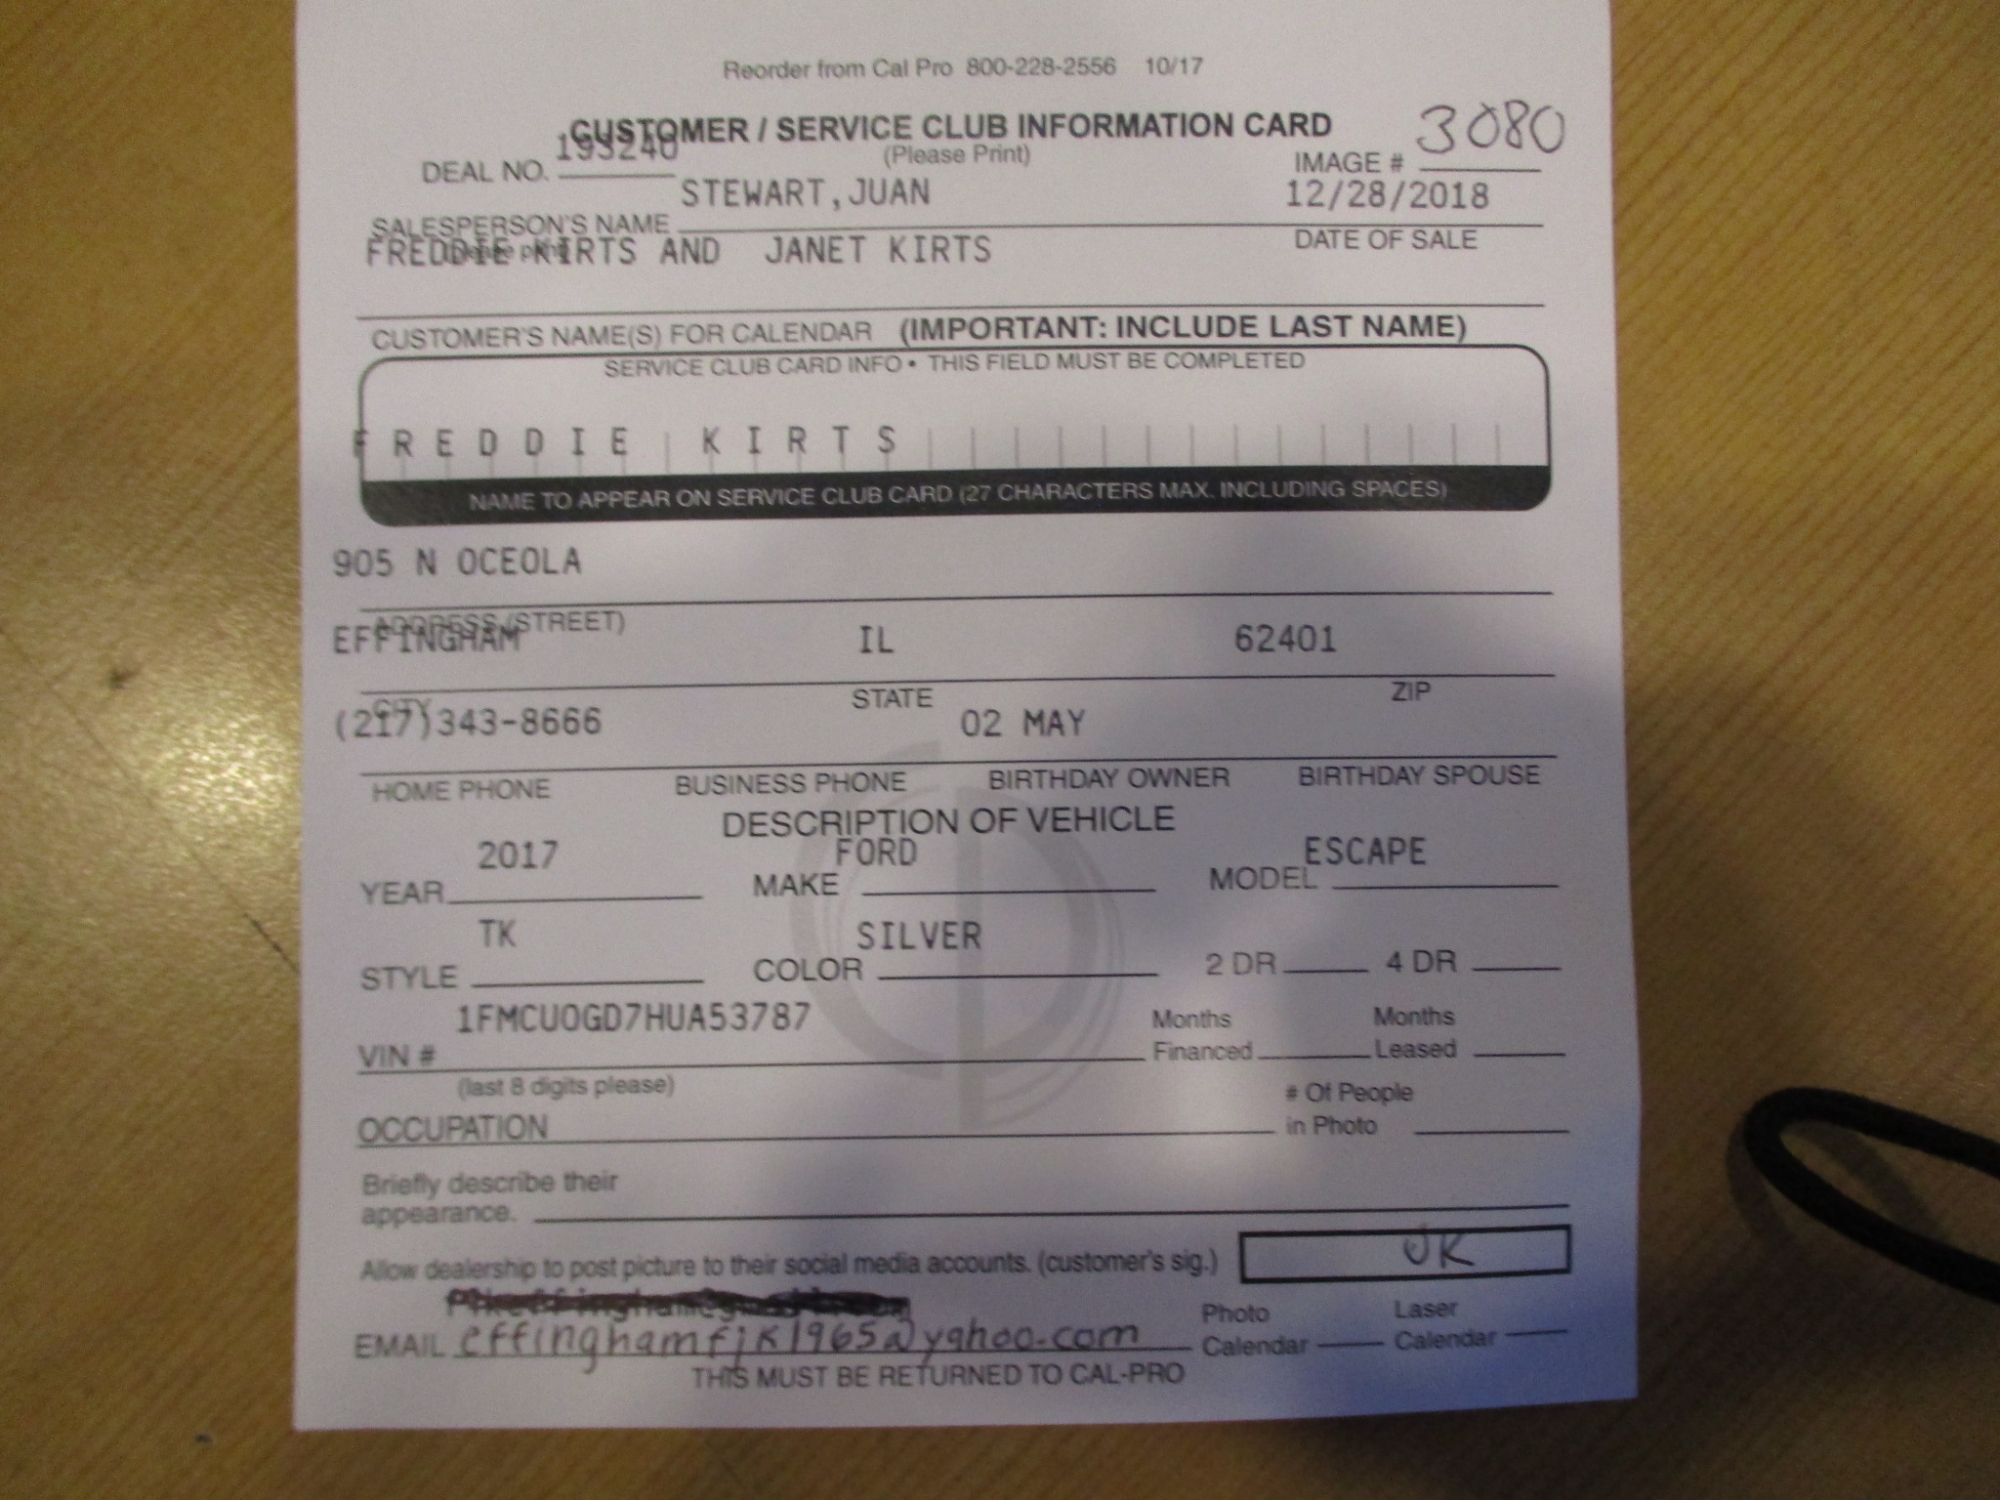 Reorder from Cal Pro 800-228-2556 10/17
CUSTOMER / SERVICE CLUB INFORMATION CARD
3080
DEAL NO. 193240
(Please Print)
IMAGE #
STEWART,JUAN
12/28/2018
SALESPERSON'S NAME
(please print)
DATE OF SALE
FREDDIE KIRTS AND JANET KIRTS
CUSTOMER'S NAME(S) FOR CALENDAR (IMPORTANT: INCLUDE LAST NAME)
SERVICE CLUB CARD INFO • THIS FIELD MUST BE COMPLETED
FREDDIE KIRTS
NAME TO APPEAR ON SERVICE CLUB CARD (27 CHARACTERS MAX. INCLUDING SPACES)
905 N OCEOLA
ADDRESS (STREET)
EFFINGHAM IL 62401
CITY STATE ZIP
(217)343-8666 02 MAY
HOME PHONE BUSINESS PHONE BIRTHDAY OWNER BIRTHDAY SPOUSE
DESCRIPTION OF VEHICLE
2017 FORD ESCAPE
YEAR MAKE MODEL
TK SILVER
STYLE COLOR 2 DR 4 DR
1FMCU0GD7HUA53787
Months Months
VIN # Financed Leased
(last 8 digits please)
# Of People
OCCUPATION in Photo
Briefly describe their
appearance.
Allow dealership to post picture to their social media accounts. (customer's sig.) JK
Photo Laser
EMAIL effinghamfjk1965@yahoo.com Calendar Calendar
THIS MUST BE RETURNED TO CAL-PRO